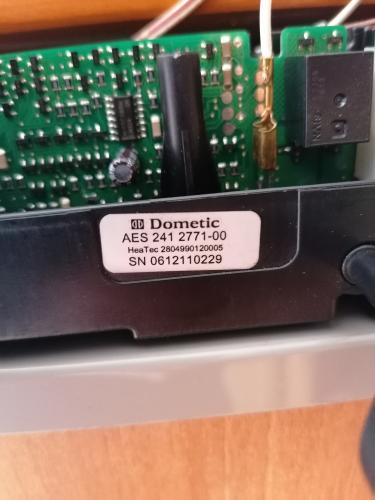 Dometic
AES 241 2771-00
HeaTec 2804990120005
SN 0612110229